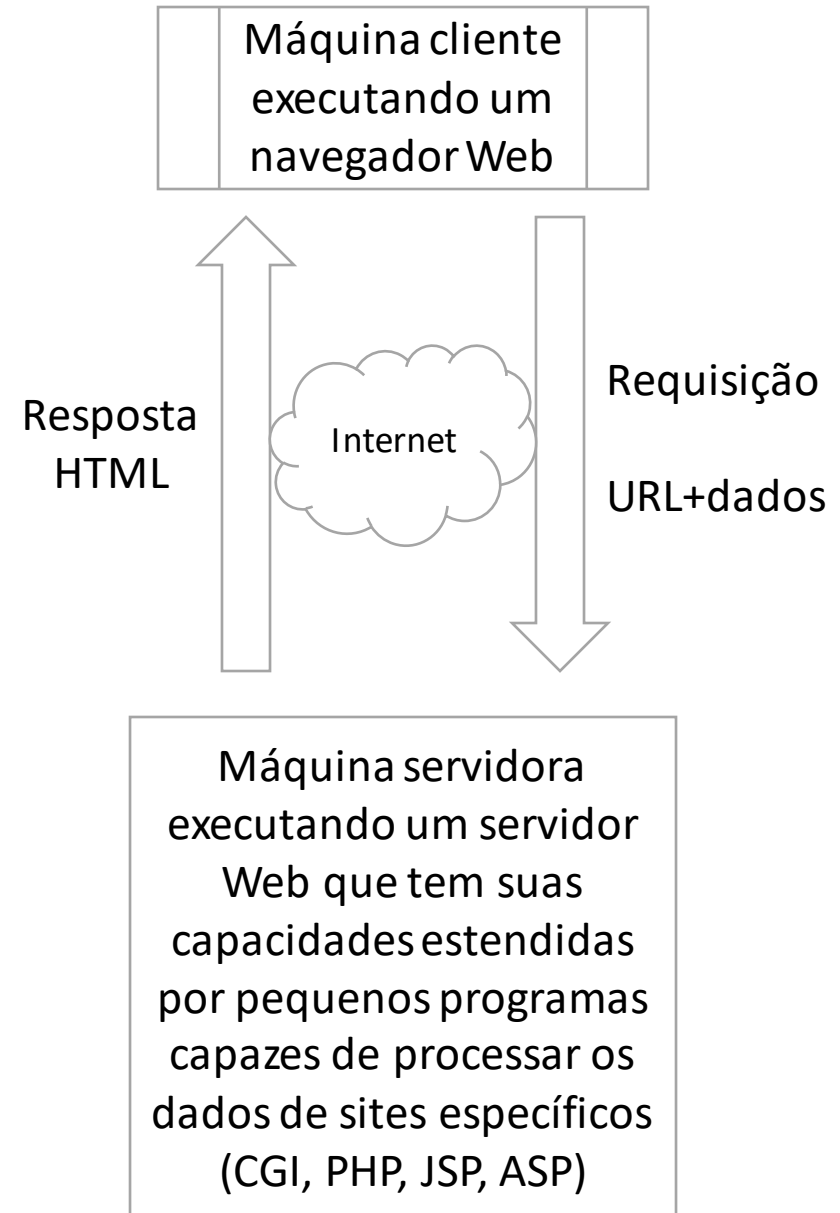 Máquina cliente
executando um
navegador Web
Resposta
HTML
Internet
Requisição
URL+dados
Máquina servidora
executando um servidor
Web que tem suas
capacidades estendidas
por pequenos programas
capazes de processar os
dados de sites específicos
(CGI, PHP, JSP, ASP)